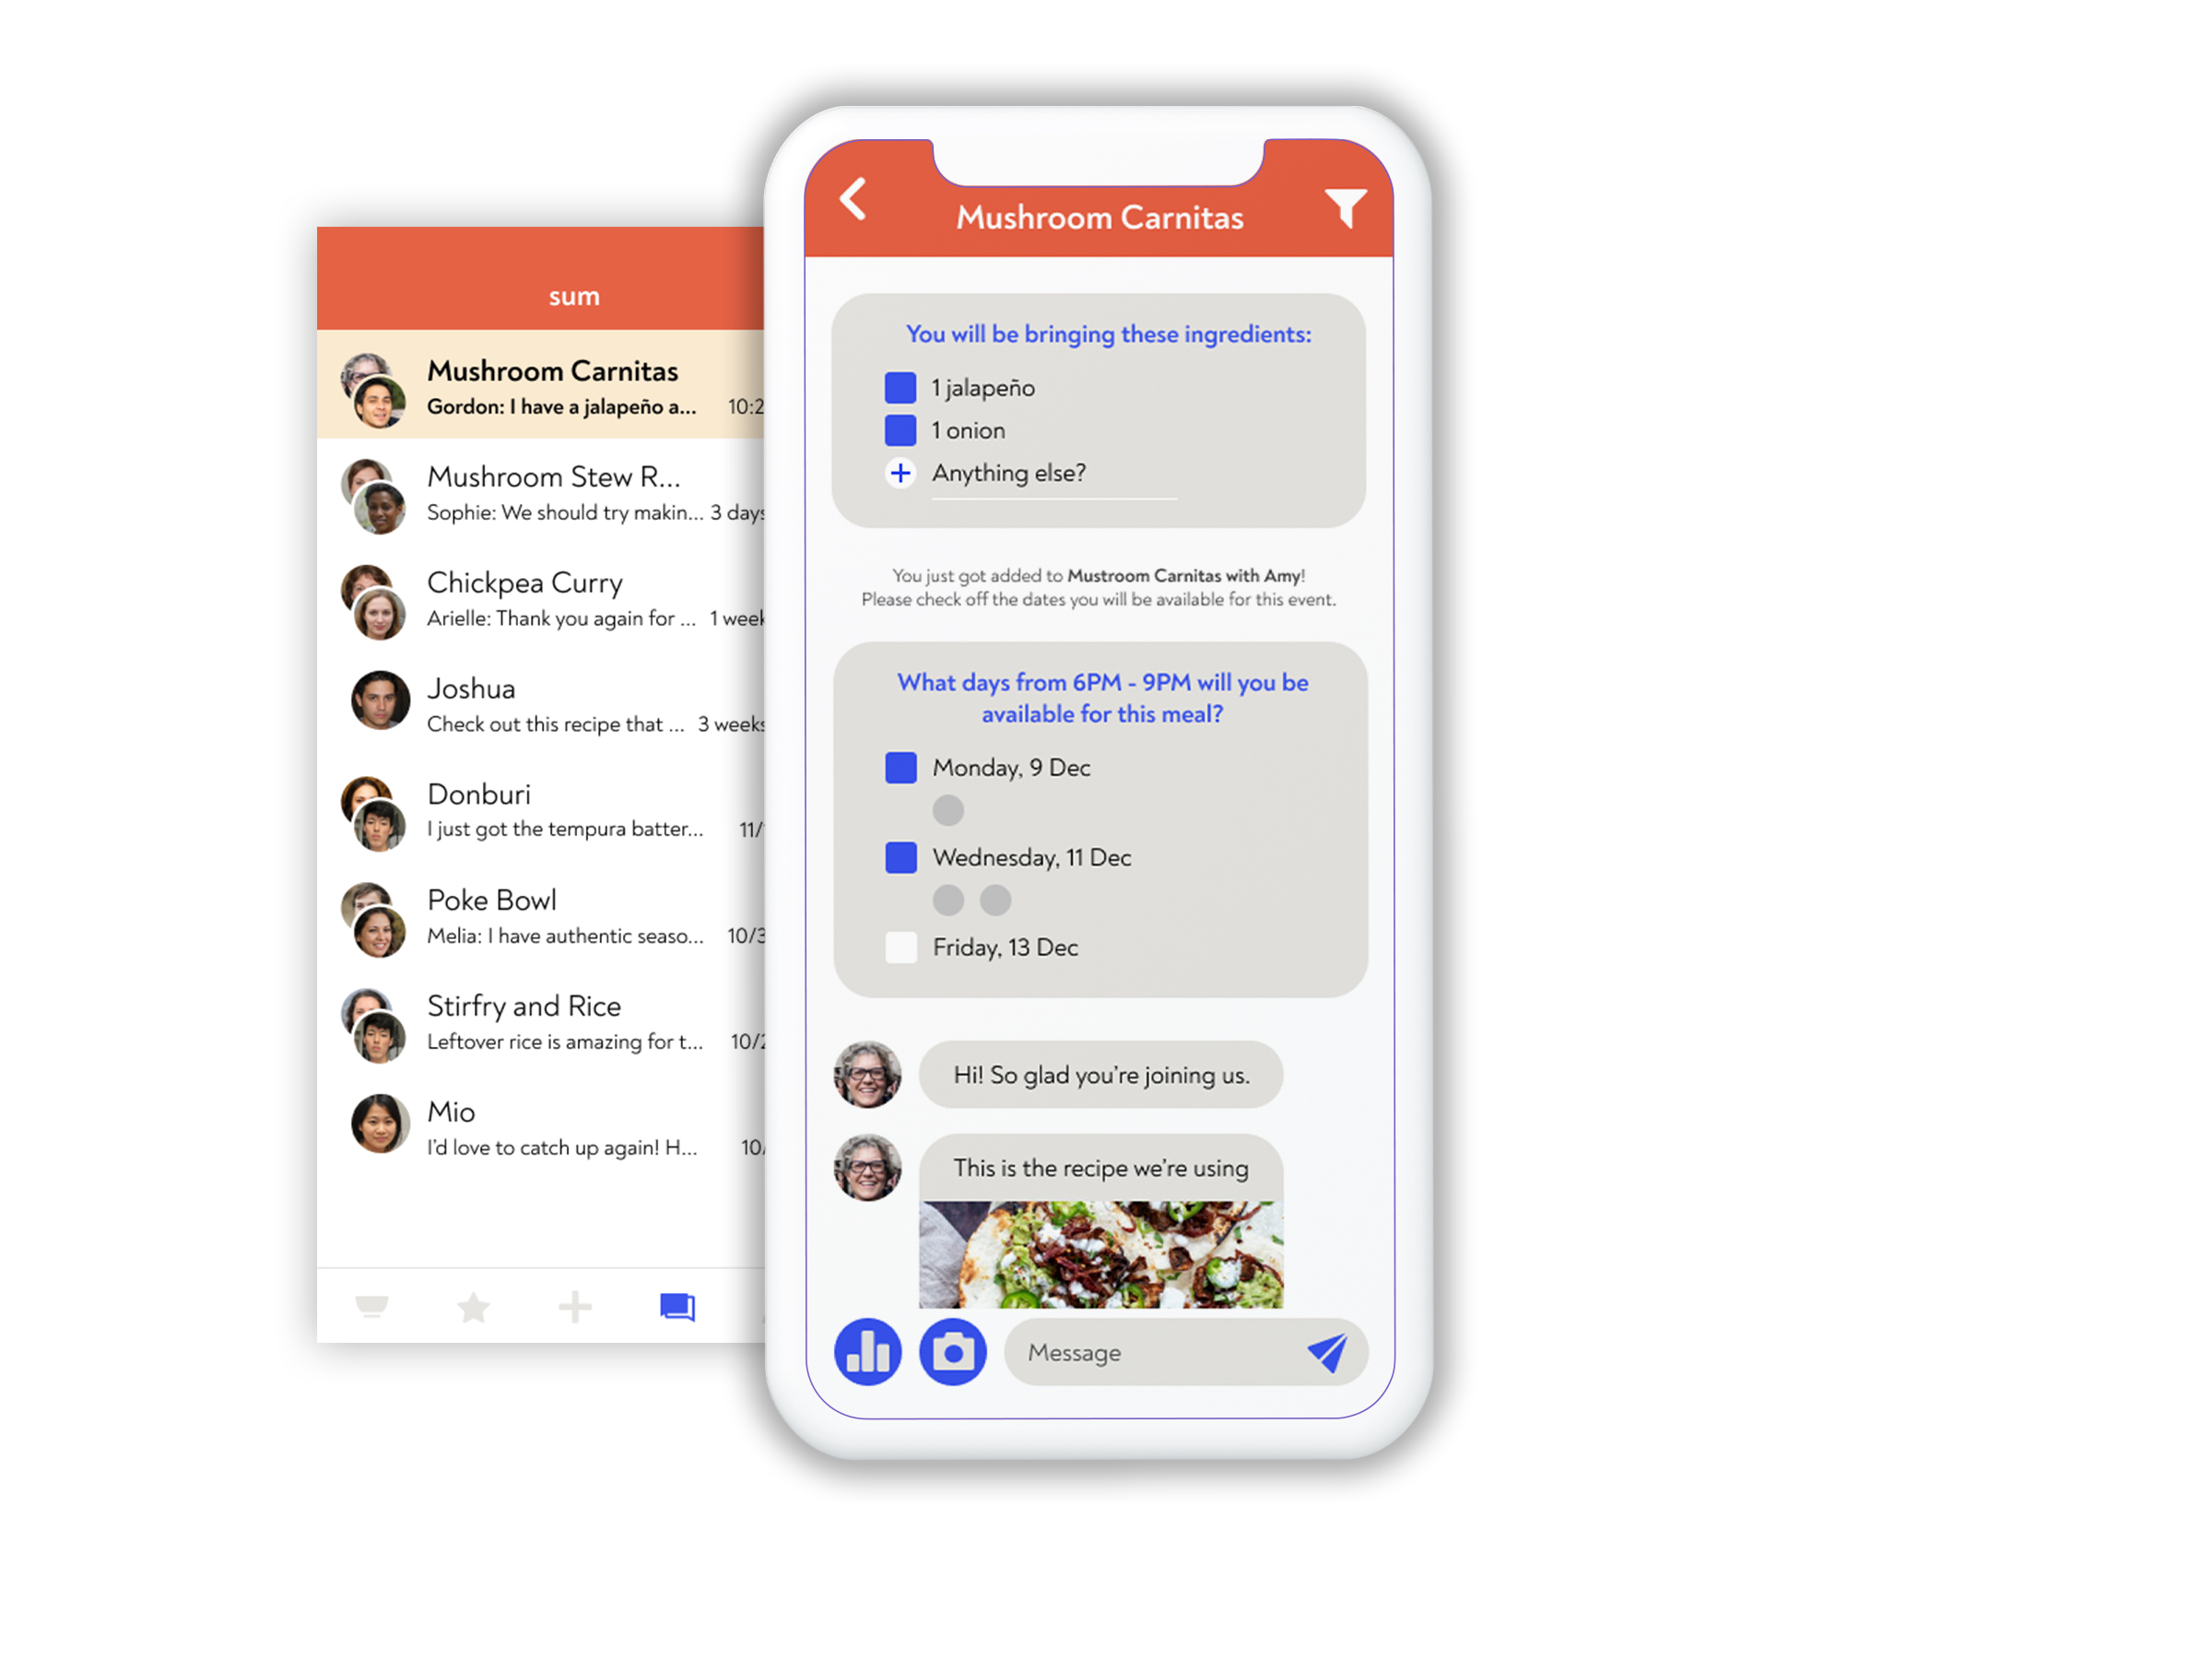 sum
Mushroom Carnitas
Gordon: I have a jalapeño a... 10:2
Mushroom Stew R...
Sophie: We should try makin... 3 days
Chickpea Curry
Arielle: Thank you again for ... 1 week
Joshua
Check out this recipe that ... 3 weeks
Donburi
I just got the tempura batter... 11/
Poke Bowl
Melia: I have authentic seaso... 10/3
Stirfry and Rice
Leftover rice is amazing for t... 10/2
Mio
I'd love to catch up again! H... 10/
Mushroom Carnitas
You will be bringing these ingredients:
1 jalapeño
1 onion
Anything else?
You just got added to Mustroom Carnitas with Amy!
Please check off the dates you will be available for this event.
What days from 6PM - 9PM will you be
available for this meal?
Monday, 9 Dec
Wednesday, 11 Dec
Friday, 13 Dec
Hi! So glad you're joining us.
This is the recipe we're using
Message